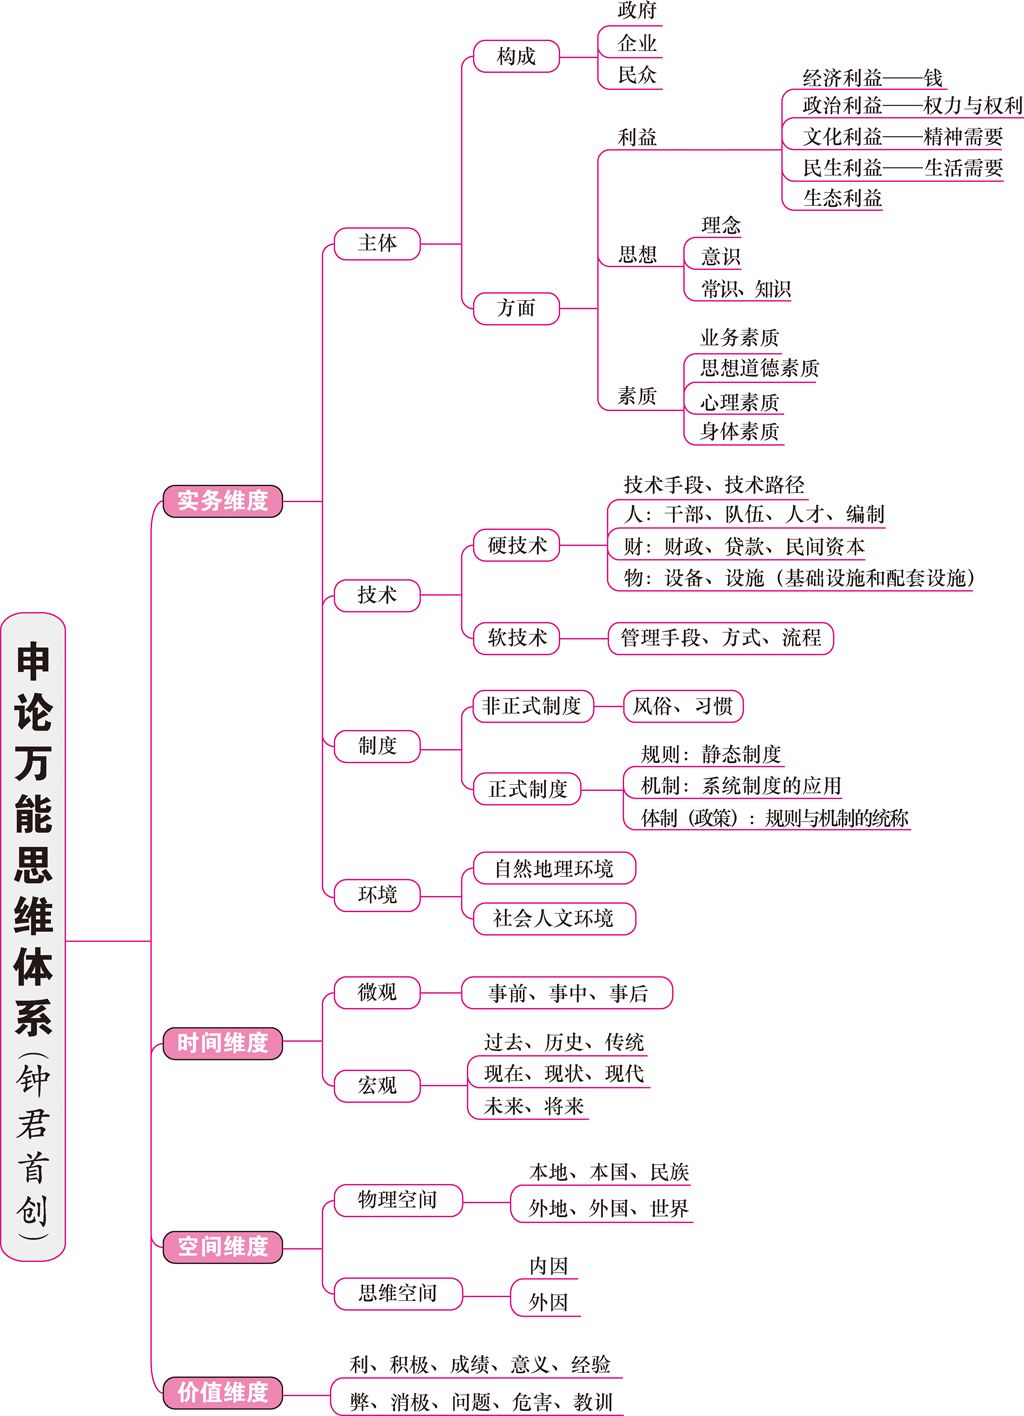 申论万能思维体系(钟君首创)
实务维度
主体
构成
政府
企业
民众
方面
利益
经济利益——钱
政治利益——权力与权利
文化利益——精神需要
民生利益——生活需要
生态利益
思想
理念
意识
常识、知识
素质
业务素质
思想道德素质
心理素质
身体素质
技术
硬技术
技术手段、技术路径
人：干部、队伍、人才、编制
财：财政、贷款、民间资本
物：设备、设施（基础设施和配套设施）
软技术
管理手段、方式、流程
制度
非正式制度
风俗、习惯
正式制度
规则：静态制度
机制：系统制度的应用
体制（政策）：规则与机制的统称
环境
自然地理环境
社会人文环境
时间维度
微观
事前、事中、事后
宏观
过去、历史、传统
现在、现状、现代
未来、将来
空间维度
物理空间
本地、本国、民族
外地、外国、世界
思维空间
内因
外因
价值维度
利、积极、成绩、意义、经验
弊、消极、问题、危害、教训